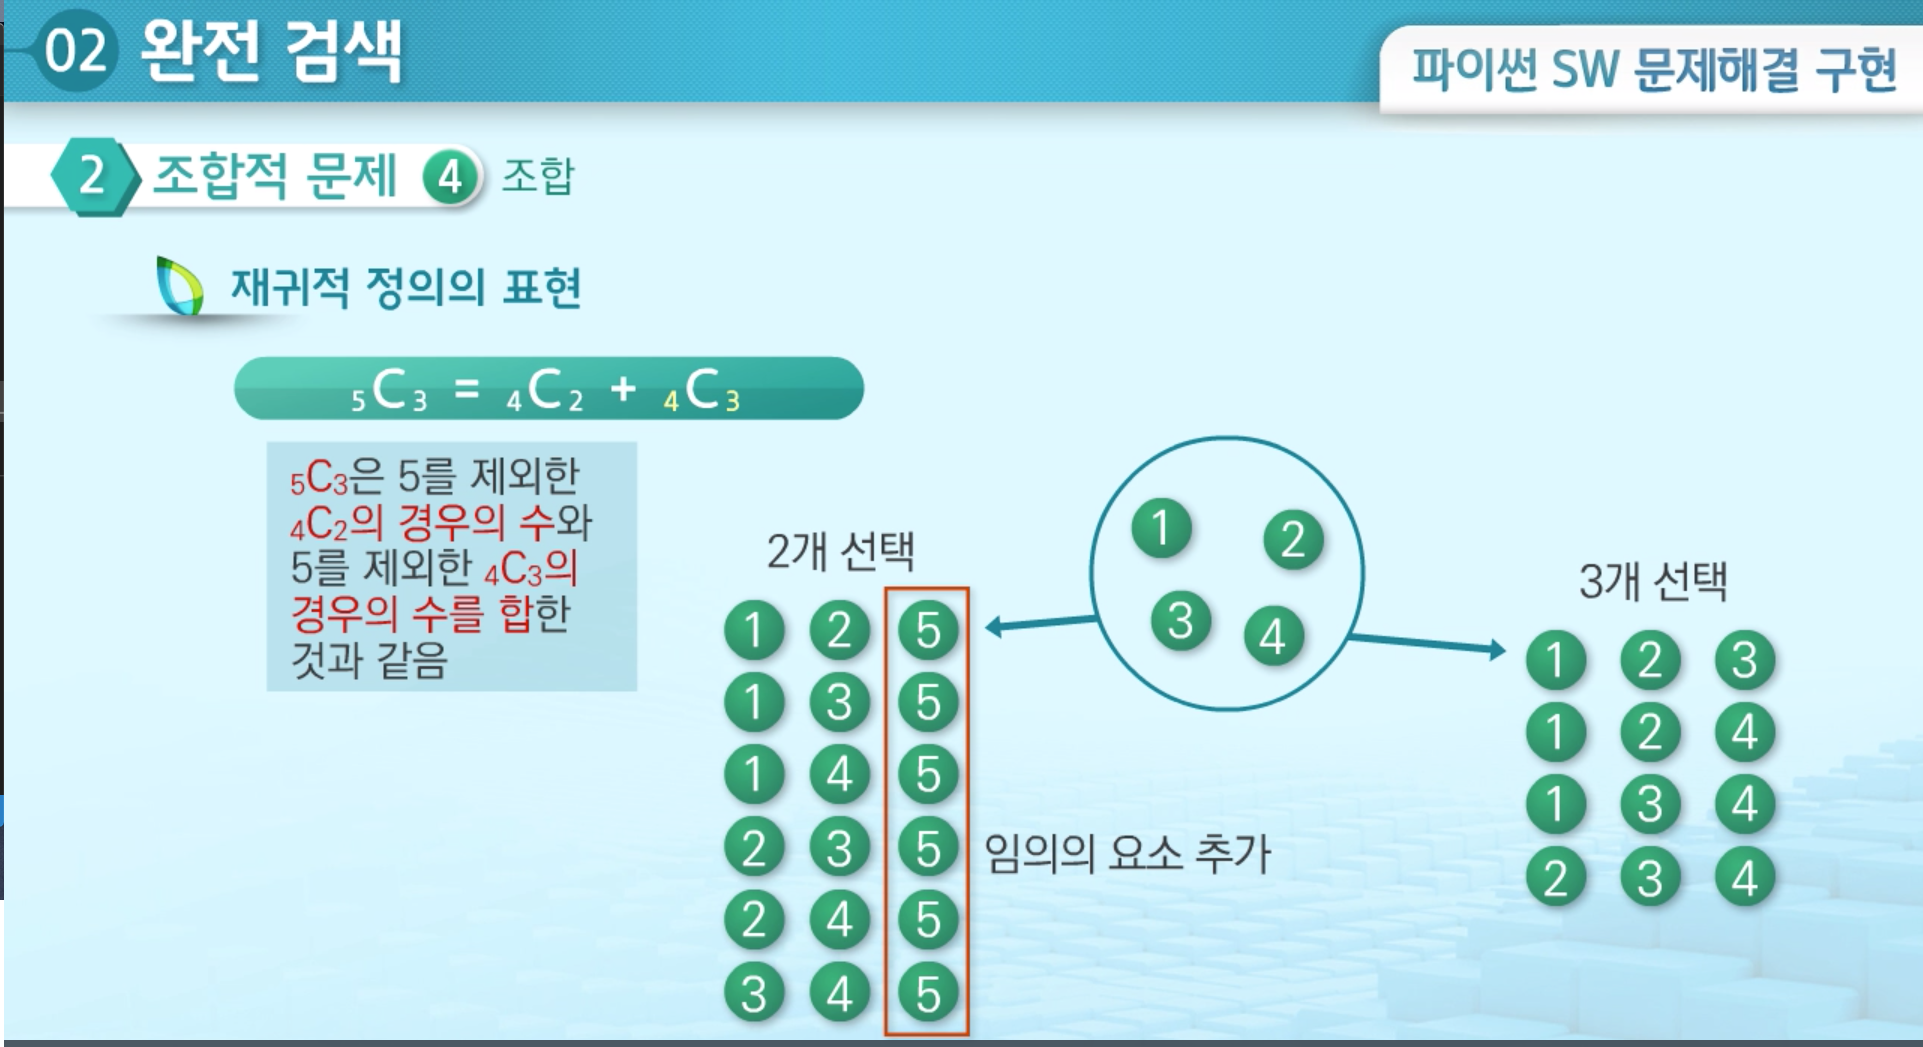 02 완전 검색
파이썬 SW 문제해결 구현
2 조합적 문제 4 조합
재귀적 정의의 표현
₅C₃ = ₄C₂ + ₄C₃
₅C₃은 5를 제외한
₄C₂의 경우의 수와
5를 제외한 ₄C₃의
경우의 수를 합한
것과 같음
2개 선택
1 2 5
1 3 5
1 4 5
2 3 5
2 4 5
3 4 5
임의의 요소 추가
1 2
3 4
3개 선택
1 2 3
1 2 4
1 3 4
2 3 4